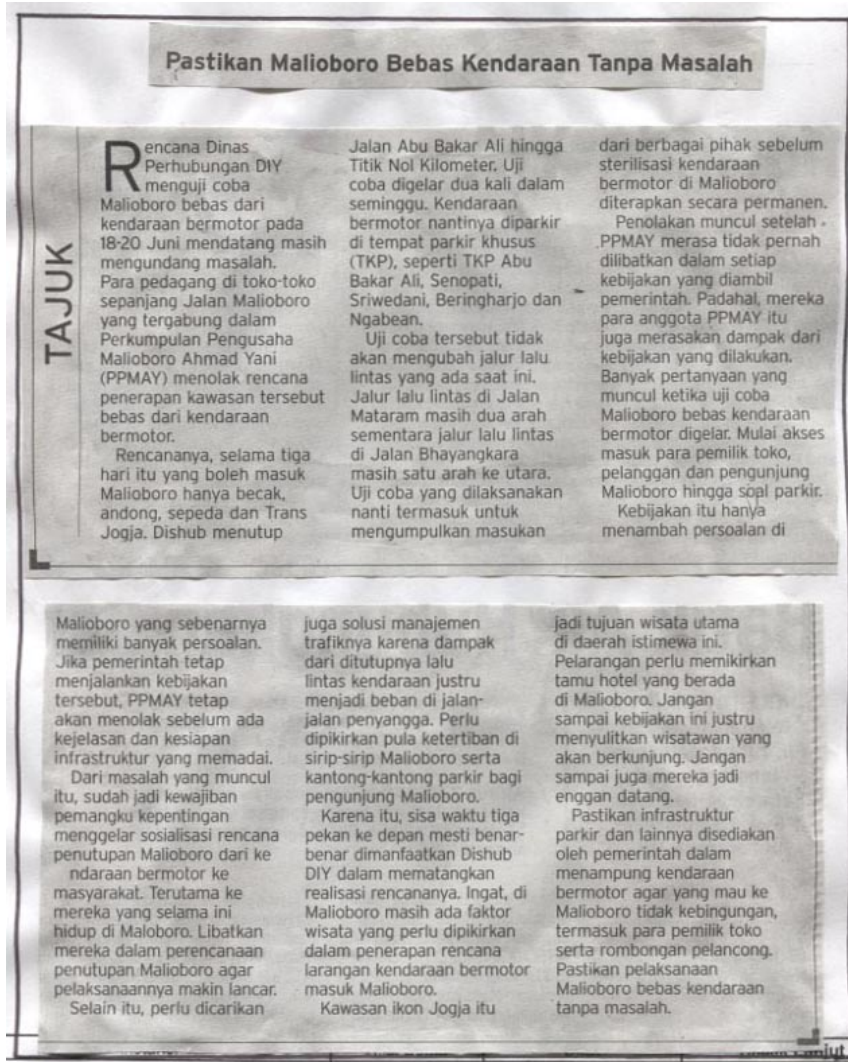 Pastikan Malioboro Bebas Kendaraan Tanpa Masalah
TAJUK
Rencana Dinas
Perhubungan DIY
menguji coba
Malioboro bebas dari
kendaraan bermotor pada
18-20 Juni mendatang masih
mengundang masalah.
Para pedagang di toko-toko
sepanjang Jalan Malioboro
yang tergabung dalam
Perkumpulan Pengusaha
Malioboro Ahmad Yani
(PPMAY) menolak rencana
penerapan kawasan tersebut
bebas dari kendaraan
bermotor.
Rencananya, selama tiga
hari itu yang boleh masuk
Malioboro hanya becak,
andong, sepeda dan Trans
Jogja. Dishub menutup
Jalan Abu Bakar Ali hingga
Titik Nol Kilometer. Uji
coba digelar dua kali dalam
seminggu. Kendaraan
bermotor nantinya diparkir
di tempat parkir khusus
(TKP), seperti TKP Abu
Bakar Ali, Senopati,
Sriwedani, Beringharjo dan
Ngabean.
Uji coba tersebut tidak
akan mengubah jalur lalu
lintas yang ada saat ini.
Jalur lalu lintas di Jalan
Mataram masih dua arah
sementara jalur lalu lintas
di Jalan Bhayangkara
masih satu arah ke utara.
Uji coba yang dilaksanakan
nanti termasuk untuk
mengumpulkan masukan
dari berbagai pihak sebelum
sterilisasi kendaraan
bermotor di Malioboro
diterapkan secara permanen.
Penolakan muncul setelah
PPMAY merasa tidak pernah
dilibatkan dalam setiap
kebijakan yang diambil
pemerintah. Padahal, mereka
para anggota PPMAY itu
juga merasakan dampak dari
kebijakan yang dilakukan.
Banyak pertanyaan yang
muncul ketika uji coba
Malioboro bebas kendaraan
bermotor digelar. Mulai akses
masuk para pemilik toko,
pelanggan dan pengunjung
Malioboro hingga soal parkir.
Kebijakan itu hanya
menambah persoalan di
Malioboro yang sebenarnya
memiliki banyak persoalan.
Jika pemerintah tetap
menjalankan kebijakan
tersebut, PPMAY tetap
akan menolak sebelum ada
kejelasan dan kesiapan
infrastruktur yang memadai.
Dari masalah yang muncul
itu, sudah jadi kewajiban
pemangku kepentingan
menggelar sosialisasi rencana
penutupan Malioboro dari ke
ndaraan bermotor ke
masyarakat. Terutama ke
mereka yang selama ini
hidup di Maloboro. Libatkan
mereka dalam perencanaan
penutupan Malioboro agar
pelaksanaannya makin lancar.
Selain itu, perlu dicarikan
juga solusi manajemen
trafiknya karena dampak
dari ditutupnya lalu
lintas kendaraan justru
menjadi beban di jalan-
jalan penyangga. Perlu
dipikirkan pula ketertiban di
sirip-sirip Malioboro serta
kantong-kantong parkir bagi
pengunjung Malioboro.
Karena itu, sisa waktu tiga
pekan ke depan mesti benar-
benar dimanfaatkan Dishub
DIY dalam mematangkan
realisasi rencananya. Ingat, di
Malioboro masih ada faktor
wisata yang perlu dipikirkan
dalam penerapan rencana
larangan kendaraan bermotor
masuk Malioboro.
Kawasan ikon Jogja itu
jadi tujuan wisata utama
di daerah istimewa ini.
Pelarangan perlu memikirkan
tamu hotel yang berada
di Malioboro. Jangan
sampai kebijakan ini justru
menyulitkan wisatawan yang
akan berkunjung. Jangan
sampai juga mereka jadi
enggan datang.
Pastikan infrastruktur
parkir dan lainnya disediakan
oleh pemerintah dalam
menampung kendaraan
bermotor agar yang mau ke
Malioboro tidak kebingungan,
termasuk para pemilik toko
serta rombongan pelancong.
Pastikan pelaksanaan
Malioboro bebas kendaraan
tanpa masalah.